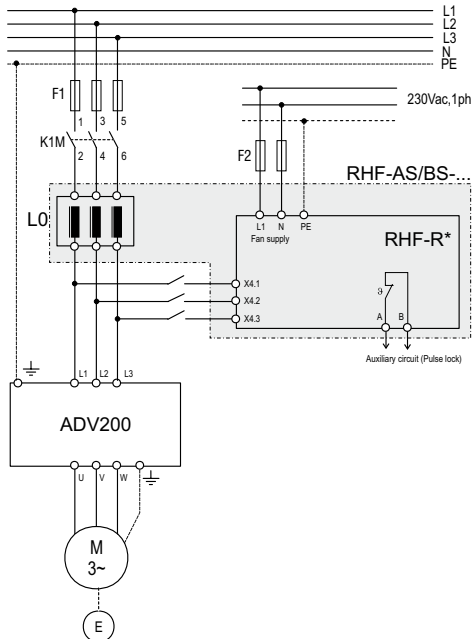 L1
L2
L3
N
PE
F1
1 3 5
K1M
2 4 6
230Vac,1ph
F2
RHF-AS/BS-...
L0
L1 N PE
Fan supply
RHF-R*
X4.1
X4.2
X4.3
ϑ
A B
Auxiliary circuit (Pulse lock)
L1 L2 L3
ADV200
U V W
M
3~
E